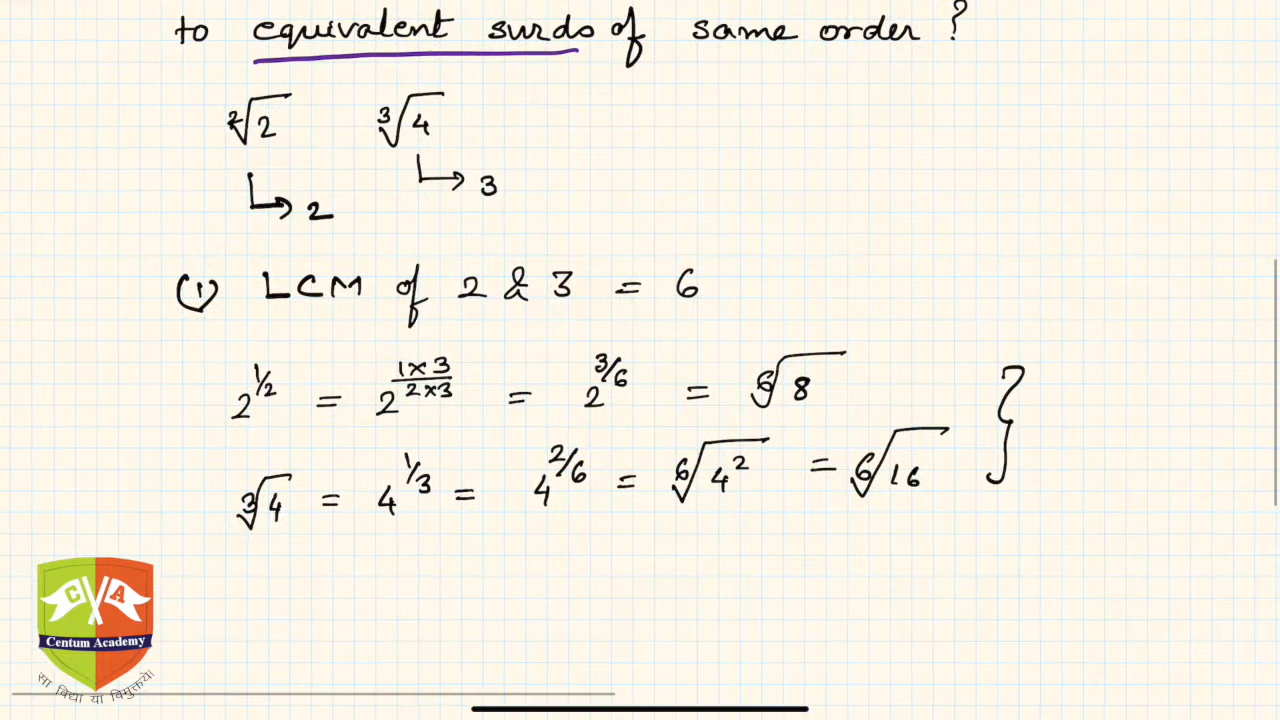 to equivalent surds of same order ?
²√2 ³√4
↳ 2 ↳ 3
(1) LCM of 2 & 3 = 6
2^(1/2) = 2^((1×3)/(2×3)) = 2^(3/6) = ⁶√8
³√4 = 4^(1/3) = 4^(2/6) = ⁶√4² = ⁶√16 }
C A
Centum Academy
सा विद्या या विमुक्तये।